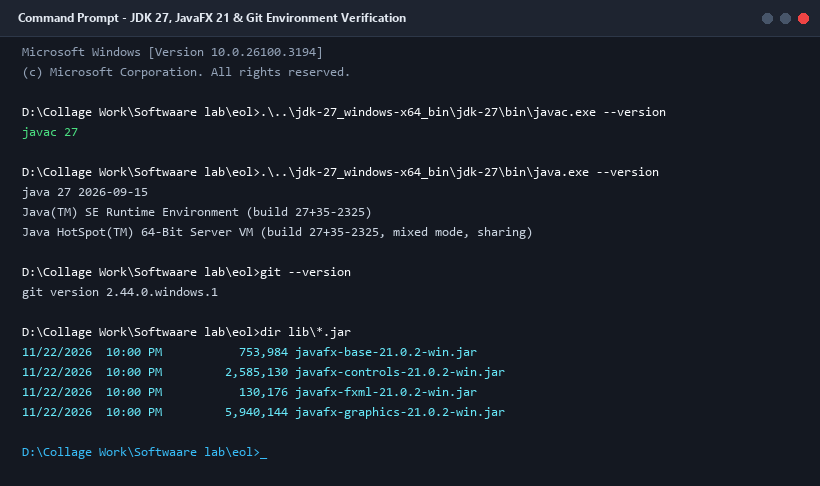 Command Prompt - JDK 27, JavaFX 21 & Git Environment Verification
Microsoft Windows [Version 10.0.26100.3194]
(c) Microsoft Corporation. All rights reserved.
D:\Collage Work\Softwaare lab\eol>.\..\jdk-27_windows-x64_bin\jdk-27\bin\javac.exe --version
javac 27
D:\Collage Work\Softwaare lab\eol>.\..\jdk-27_windows-x64_bin\jdk-27\bin\java.exe --version
java 27 2026-09-15
Java(TM) SE Runtime Environment (build 27+35-2325)
Java HotSpot(TM) 64-Bit Server VM (build 27+35-2325, mixed mode, sharing)
D:\Collage Work\Softwaare lab\eol>git --version
git version 2.44.0.windows.1
D:\Collage Work\Softwaare lab\eol>dir lib\*.jar
11/22/2026  10:00 PM           753,984 javafx-base-21.0.2-win.jar
11/22/2026  10:00 PM         2,585,130 javafx-controls-21.0.2-win.jar
11/22/2026  10:00 PM           130,176 javafx-fxml-21.0.2-win.jar
11/22/2026  10:00 PM         5,940,144 javafx-graphics-21.0.2-win.jar
D:\Collage Work\Softwaare lab\eol>_